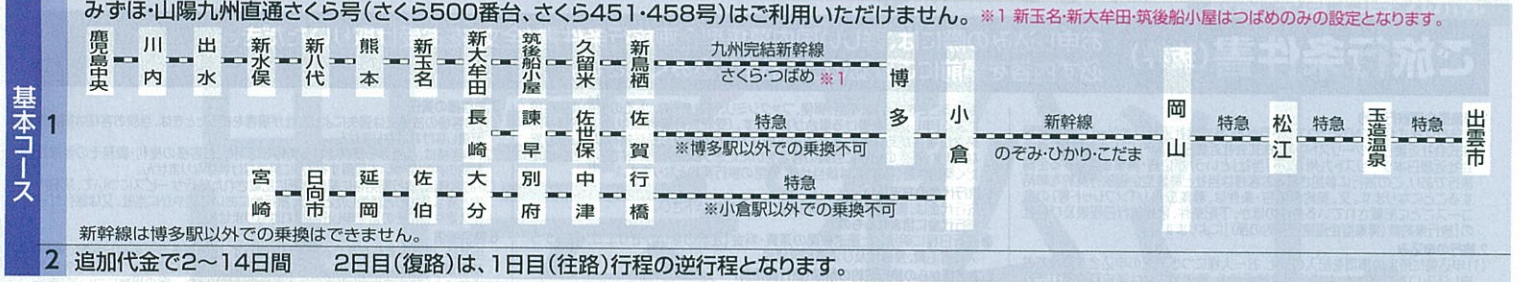 みずほ・山陽九州直通さくら号(さくら500番台、さくら451・458号)はご利用いただけません。 ※1 新玉名・新大牟田・筑後船小屋はつばめのみの設定となります。
基本コース
1
鹿児島中央 川内 出水 新水俣 新八代 熊本 新玉名 新大牟田 筑後船小屋 久留米 新鳥栖 九州完結新幹線 さくら・つばめ ※1 博多
長崎 諫早 佐世保 佐賀 特急 ※博多駅以外での乗換不可
宮崎 日向市 延岡 佐伯 大分 別府 中津 行橋 特急 ※小倉駅以外での乗換不可
小倉 新幹線 のぞみ・ひかり・こだま 岡山 特急 松江 特急 玉造温泉 特急 出雲市
新幹線は博多駅以外での乗換はできません。
2 追加代金で2〜14日間 2日目(復路)は、1日目(往路)行程の逆行程となります。